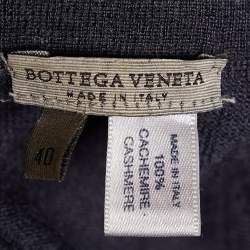 BOTTEGA VENETA
MADE IN ITALY
40
MADE IN ITALY
100%
CACHEMIRE -
CASHMERE